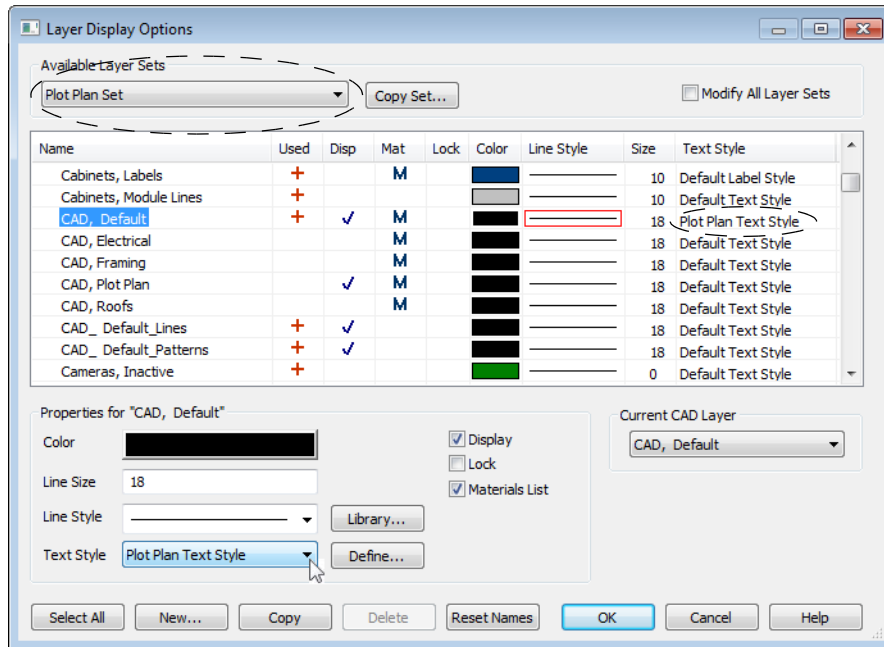 Layer Display Options
Available Layer Sets
Plot Plan Set
Copy Set...
Modify All Layer Sets
Name Used Disp Mat Lock Color Line Style Size Text Style
Cabinets, Labels + M 10 Default Label Style
Cabinets, Module Lines + 10 Default Text Style
CAD, Default + ✓ M 18 Plot Plan Text Style
CAD, Electrical M 18 Default Text Style
CAD, Framing M 18 Default Text Style
CAD, Plot Plan ✓ M 18 Default Text Style
CAD, Roofs M 18 Default Text Style
CAD_ Default_Lines + ✓ 18 Default Text Style
CAD_ Default_Patterns + ✓ 18 Default Text Style
Cameras, Inactive + 0 Default Text Style
Properties for "CAD, Default"
Color
Line Size 18
Line Style
Library...
Text Style Plot Plan Text Style
Define...
Display
Lock
Materials List
Current CAD Layer
CAD, Default
Select All New... Copy Delete Reset Names OK Cancel Help